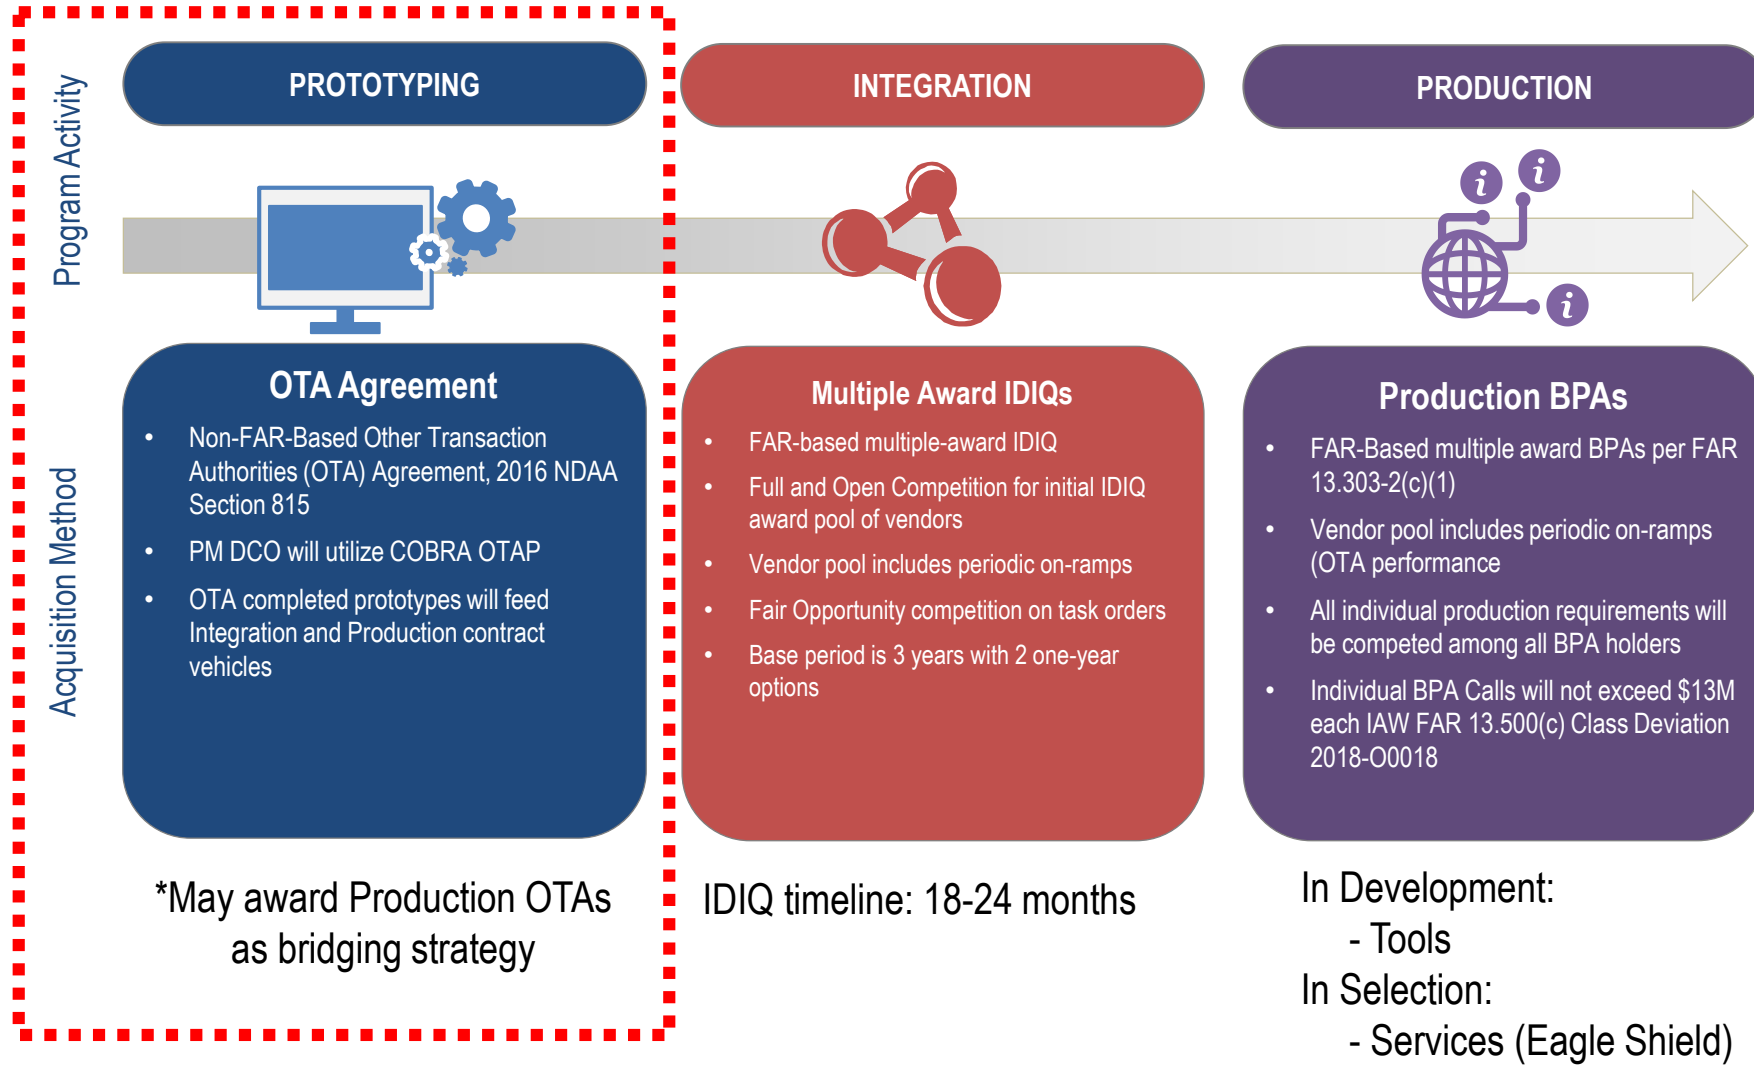 Program Activity
PROTOTYPING
INTEGRATION
PRODUCTION
i
i
i
Acquisition Method
OTA Agreement
• Non-FAR-Based Other Transaction
Authorities (OTA) Agreement, 2016 NDAA
Section 815
• PM DCO will utilize COBRA OTAP
• OTA completed prototypes will feed
Integration and Production contract
vehicles
*May award Production OTAs
as bridging strategy
Multiple Award IDIQs
• FAR-based multiple-award IDIQ
• Full and Open Competition for initial IDIQ
award pool of vendors
• Vendor pool includes periodic on-ramps
• Fair Opportunity competition on task orders
• Base period is 3 years with 2 one-year
options
IDIQ timeline: 18-24 months
Production BPAs
• FAR-Based multiple award BPAs per FAR
13.303-2(c)(1)
• Vendor pool includes periodic on-ramps
(OTA performance
• All individual production requirements will
be competed among all BPA holders
• Individual BPA Calls will not exceed $13M
each IAW FAR 13.500(c) Class Deviation
2018-O0018
In Development:
- Tools
In Selection:
- Services (Eagle Shield)